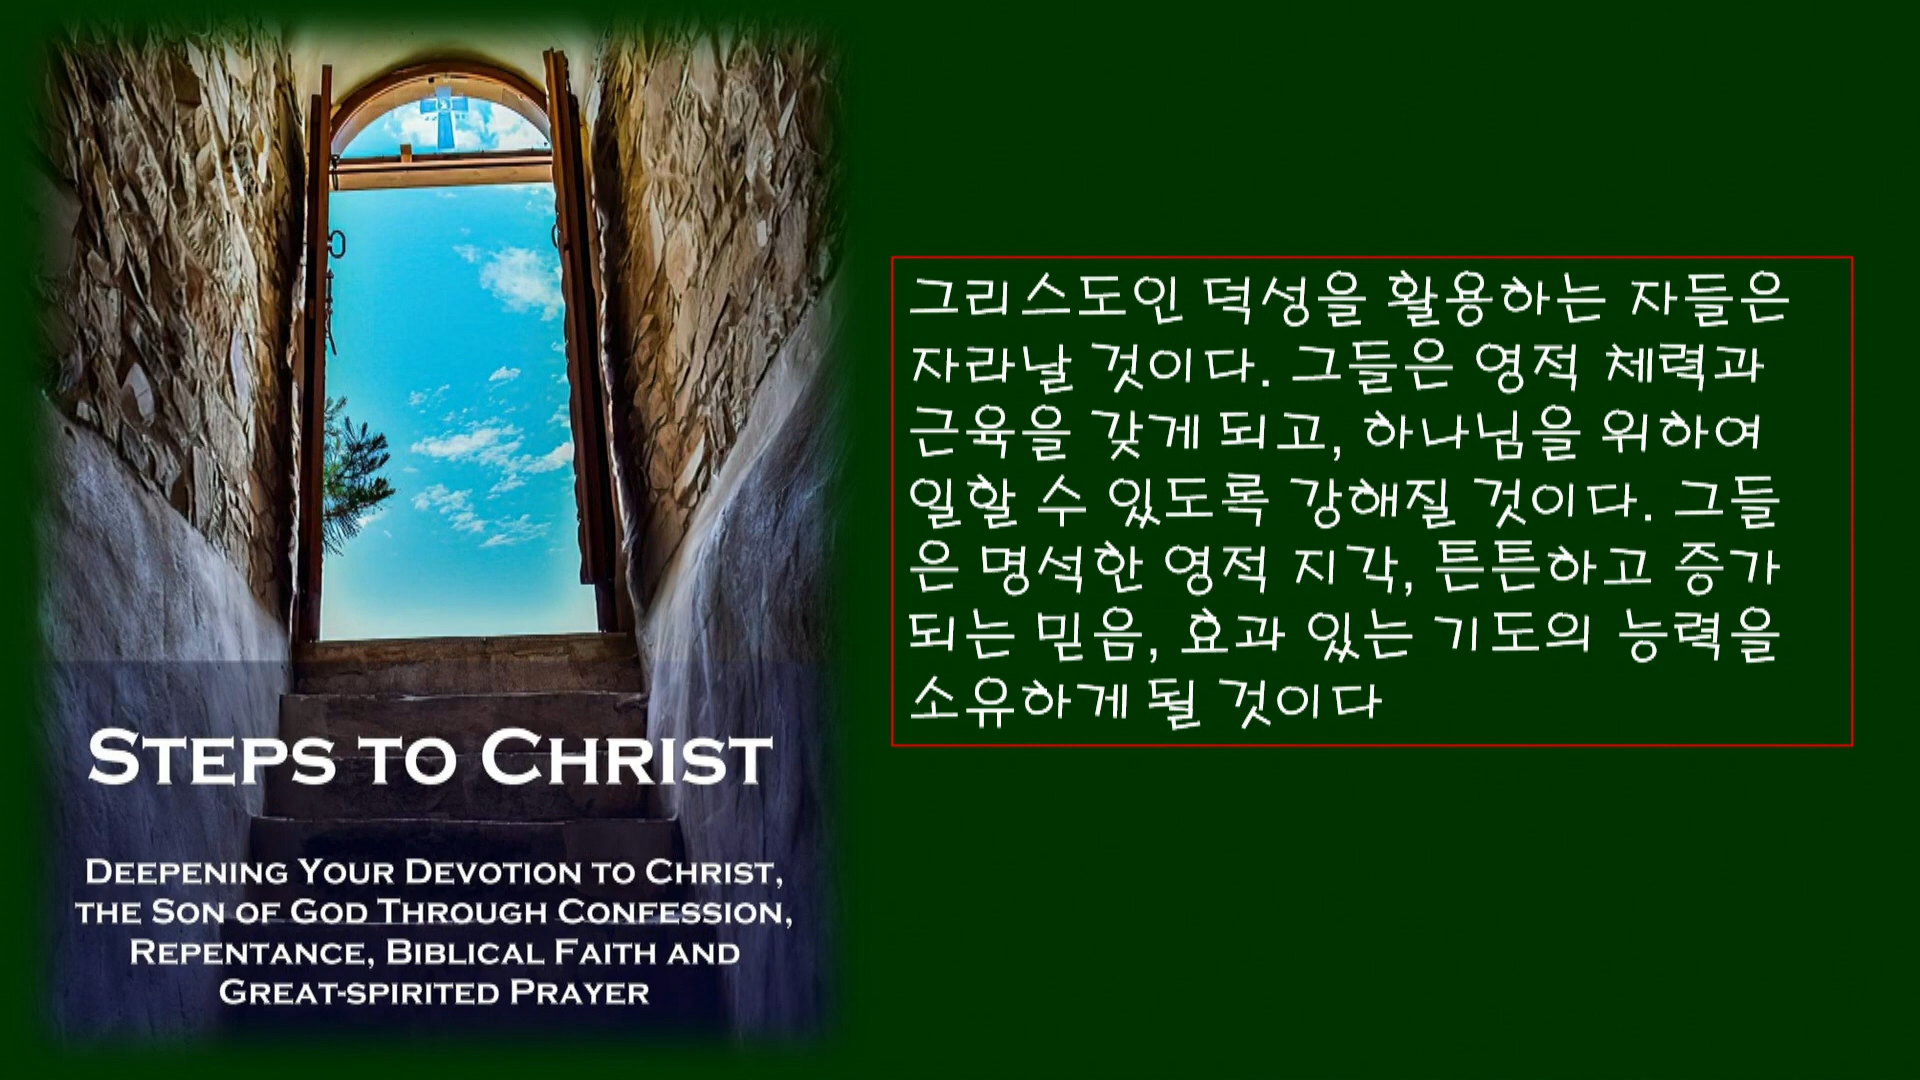 STEPS TO CHRIST
DEEPENING YOUR DEVOTION TO CHRIST,
THE SON OF GOD THROUGH CONFESSION,
REPENTANCE, BIBLICAL FAITH AND
GREAT-SPIRITED PRAYER
그리스도인 덕성을 활용하는 자들은
자라날 것이다. 그들은 영적 체력과
근육을 갖게 되고, 하나님을 위하여
일할 수 있도록 강해질 것이다. 그들
은 명석한 영적 지각, 튼튼하고 증가
되는 믿음, 효과 있는 기도의 능력을
소유하게 될 것이다